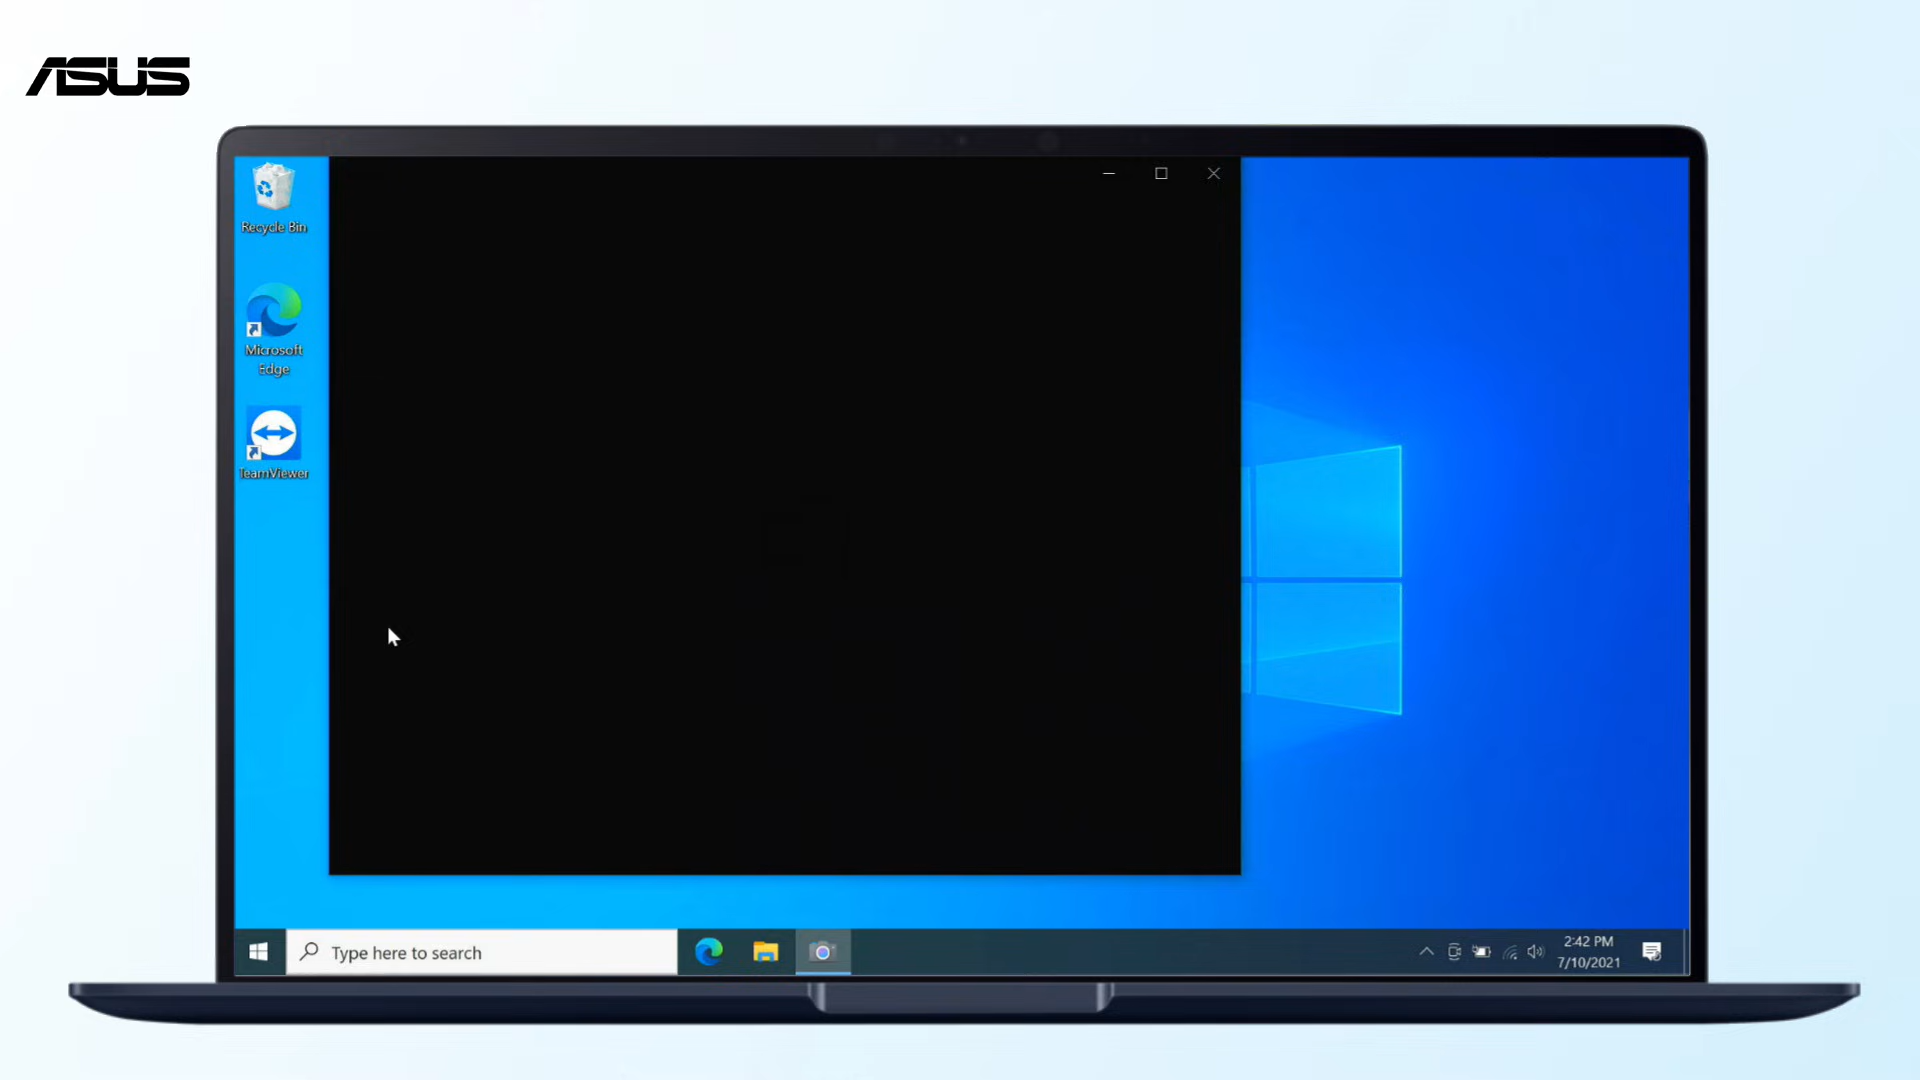 ASUS
Recycle Bin
Microsoft
Edge
TeamViewer
Type here to search
2:42 PM
7/10/2021